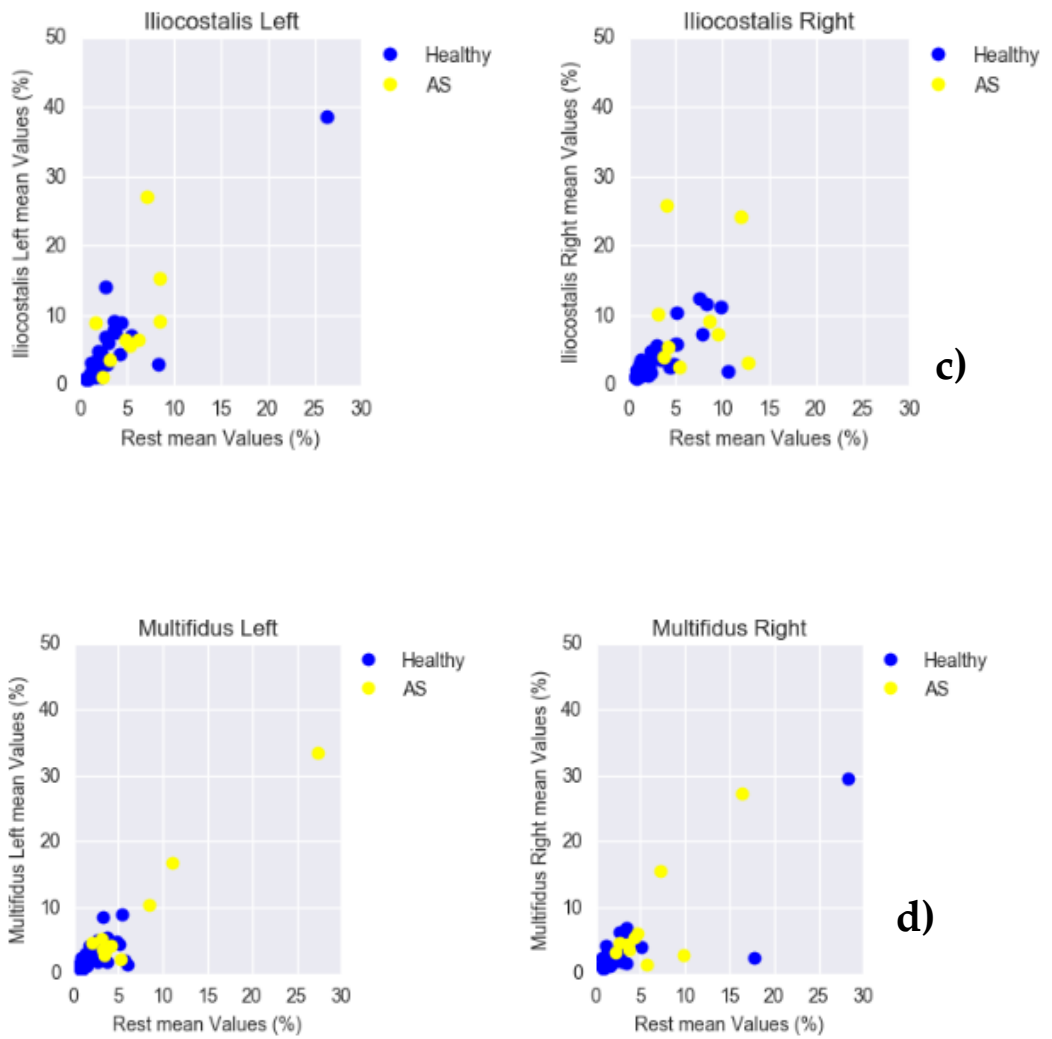 Iliocostalis Left
50
40
30
20
10
0
Iliocostalis Left mean Values (%)
0 5 10 15 20 25 30
Rest mean Values (%)
Healthy
AS
Iliocostalis Right
50
40
30
20
10
0
Iliocostalis Right mean Values (%)
0 5 10 15 20 25 30
Rest mean Values (%)
Healthy
AS
c)
Multifidus Left
50
40
30
20
10
0
Multifidus Left mean Values (%)
0 5 10 15 20 25 30
Rest mean Values (%)
Healthy
AS
Multifidus Right
50
40
30
20
10
0
Multifidus Right mean Values (%)
0 5 10 15 20 25 30
Rest mean Values (%)
Healthy
AS
d)